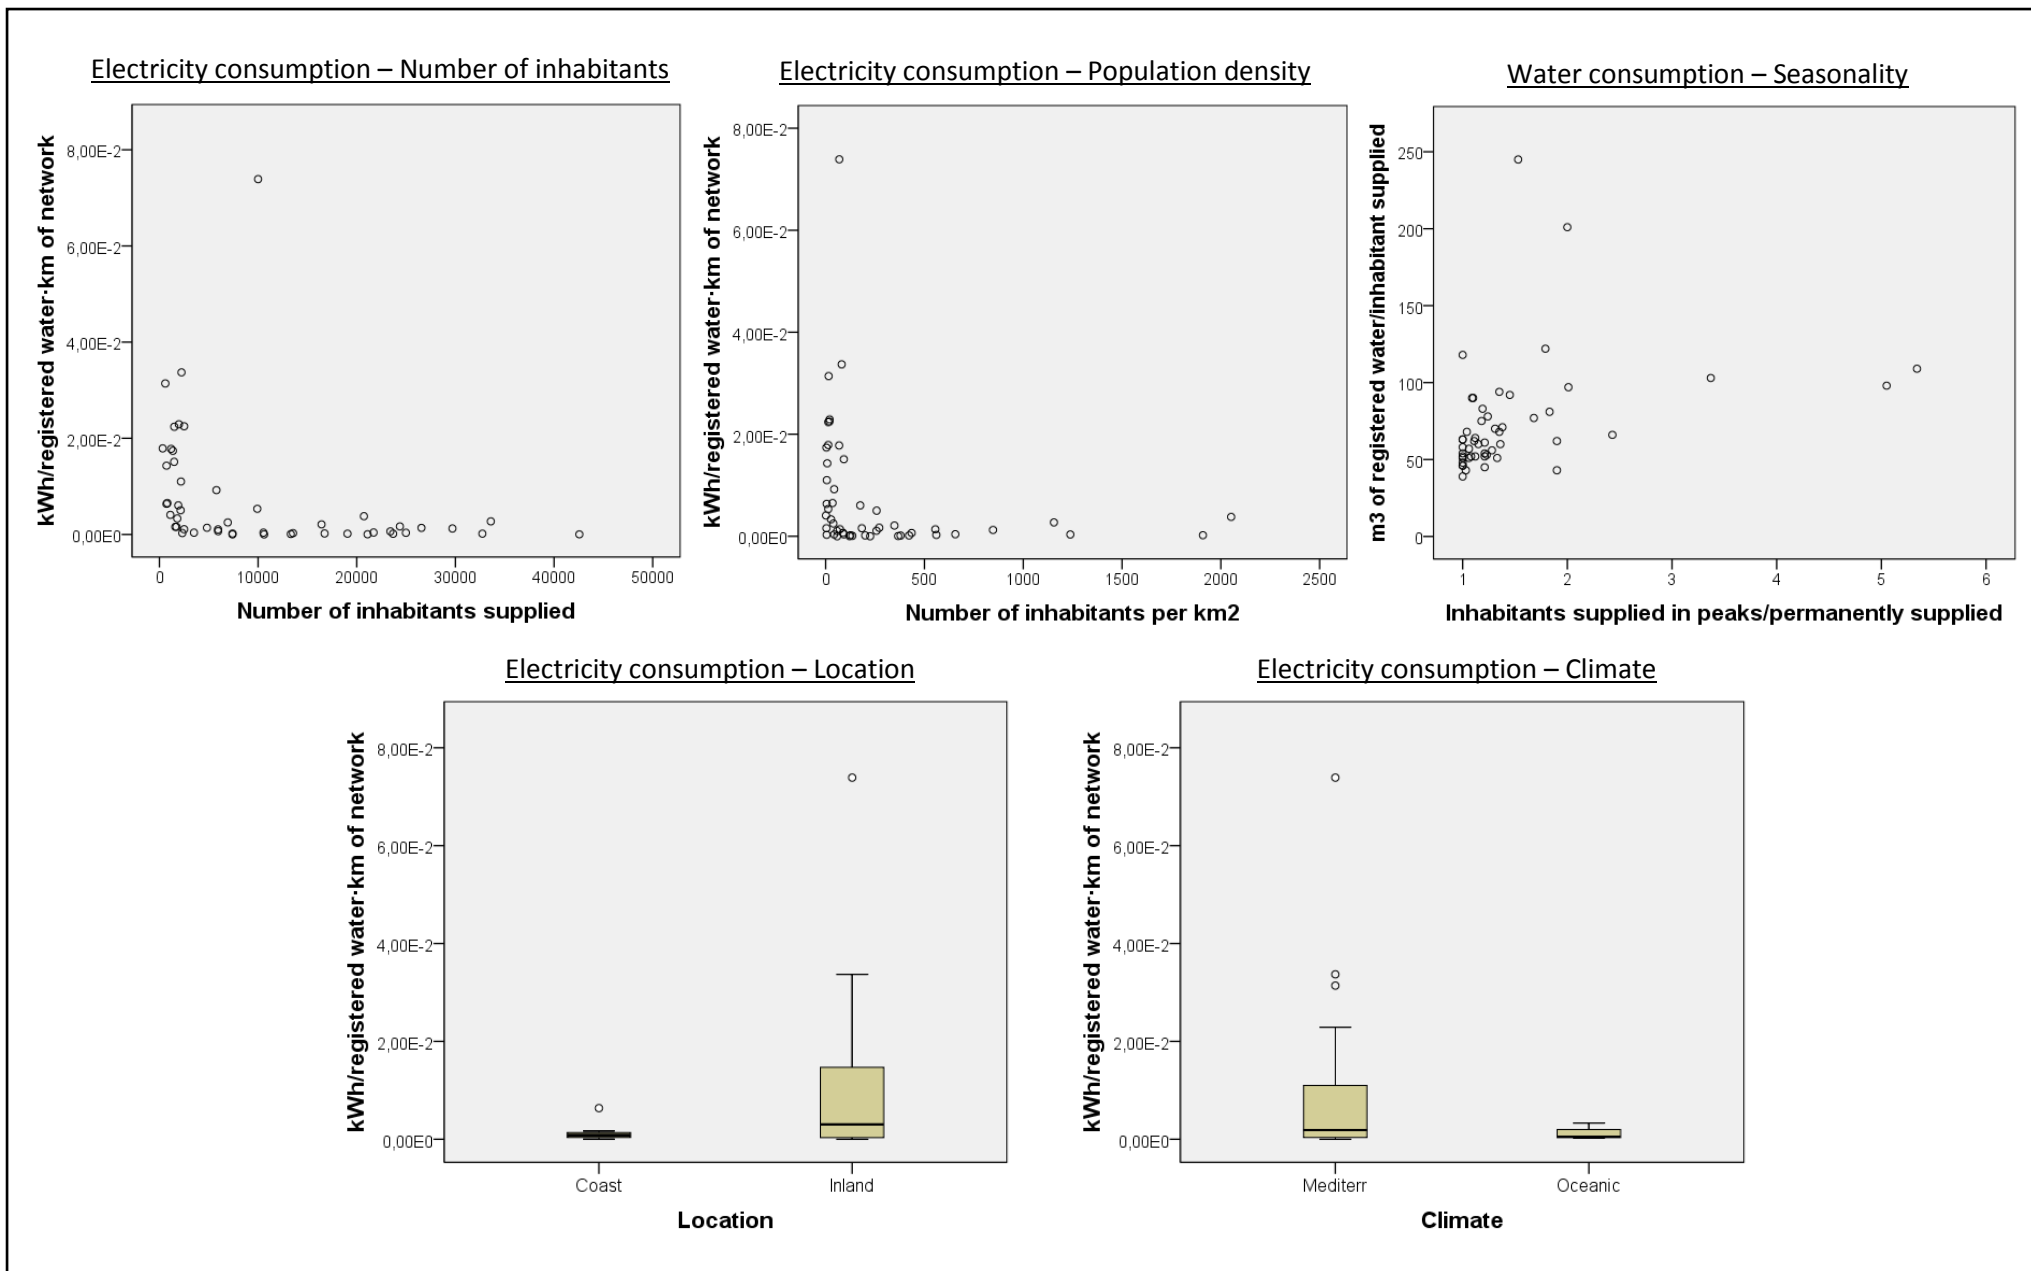 Electricity consumption – Number of inhabitants
kWh/registered water·km of network
8,00E-2
6,00E-2
4,00E-2
2,00E-2
0,00E0
0 10000 20000 30000 40000 50000
Number of inhabitants supplied
Electricity consumption – Population density
kWh/registered water·km of network
8,00E-2
6,00E-2
4,00E-2
2,00E-2
0,00E0
0 500 1000 1500 2000 2500
Number of inhabitants per km2
Water consumption – Seasonality
m3 of registered water/inhabitant supplied
250
200
150
100
50
0
1 2 3 4 5 6
Inhabitants supplied in peaks/permanently supplied
Electricity consumption – Location
kWh/registered water·km of network
8,00E-2
6,00E-2
4,00E-2
2,00E-2
0,00E0
Coast Inland
Location
Electricity consumption – Climate
kWh/registered water·km of network
8,00E-2
6,00E-2
4,00E-2
2,00E-2
0,00E0
Mediterr Oceanic
Climate